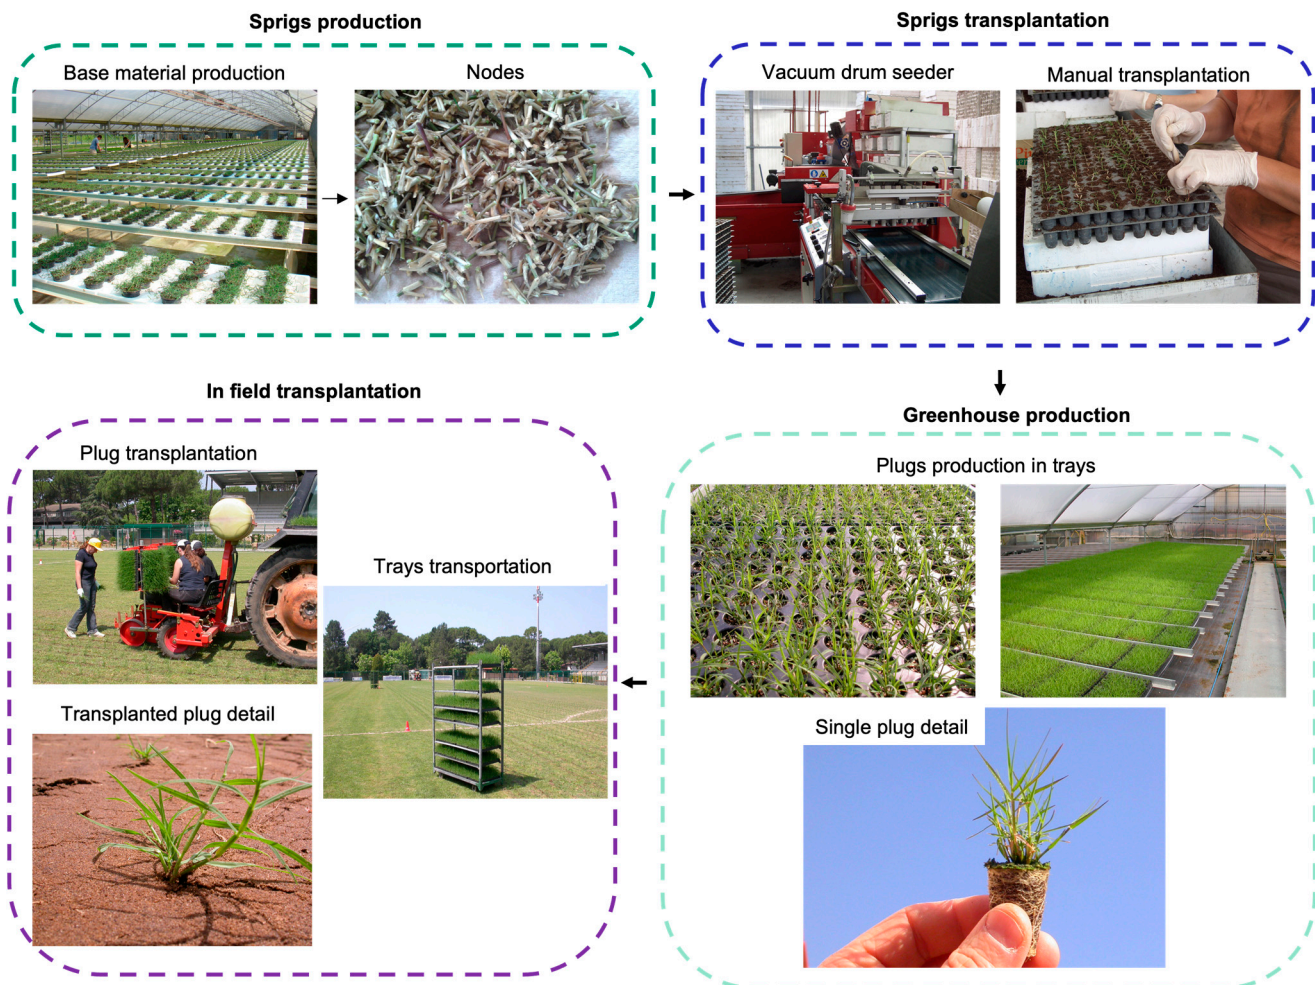 Sprigs production
Base material production
Nodes
Sprigs transplantation
Vacuum drum seeder
Manual transplantation
In field transplantation
Plug transplantation
Trays transportation
Transplanted plug detail
Greenhouse production
Plugs production in trays
Single plug detail